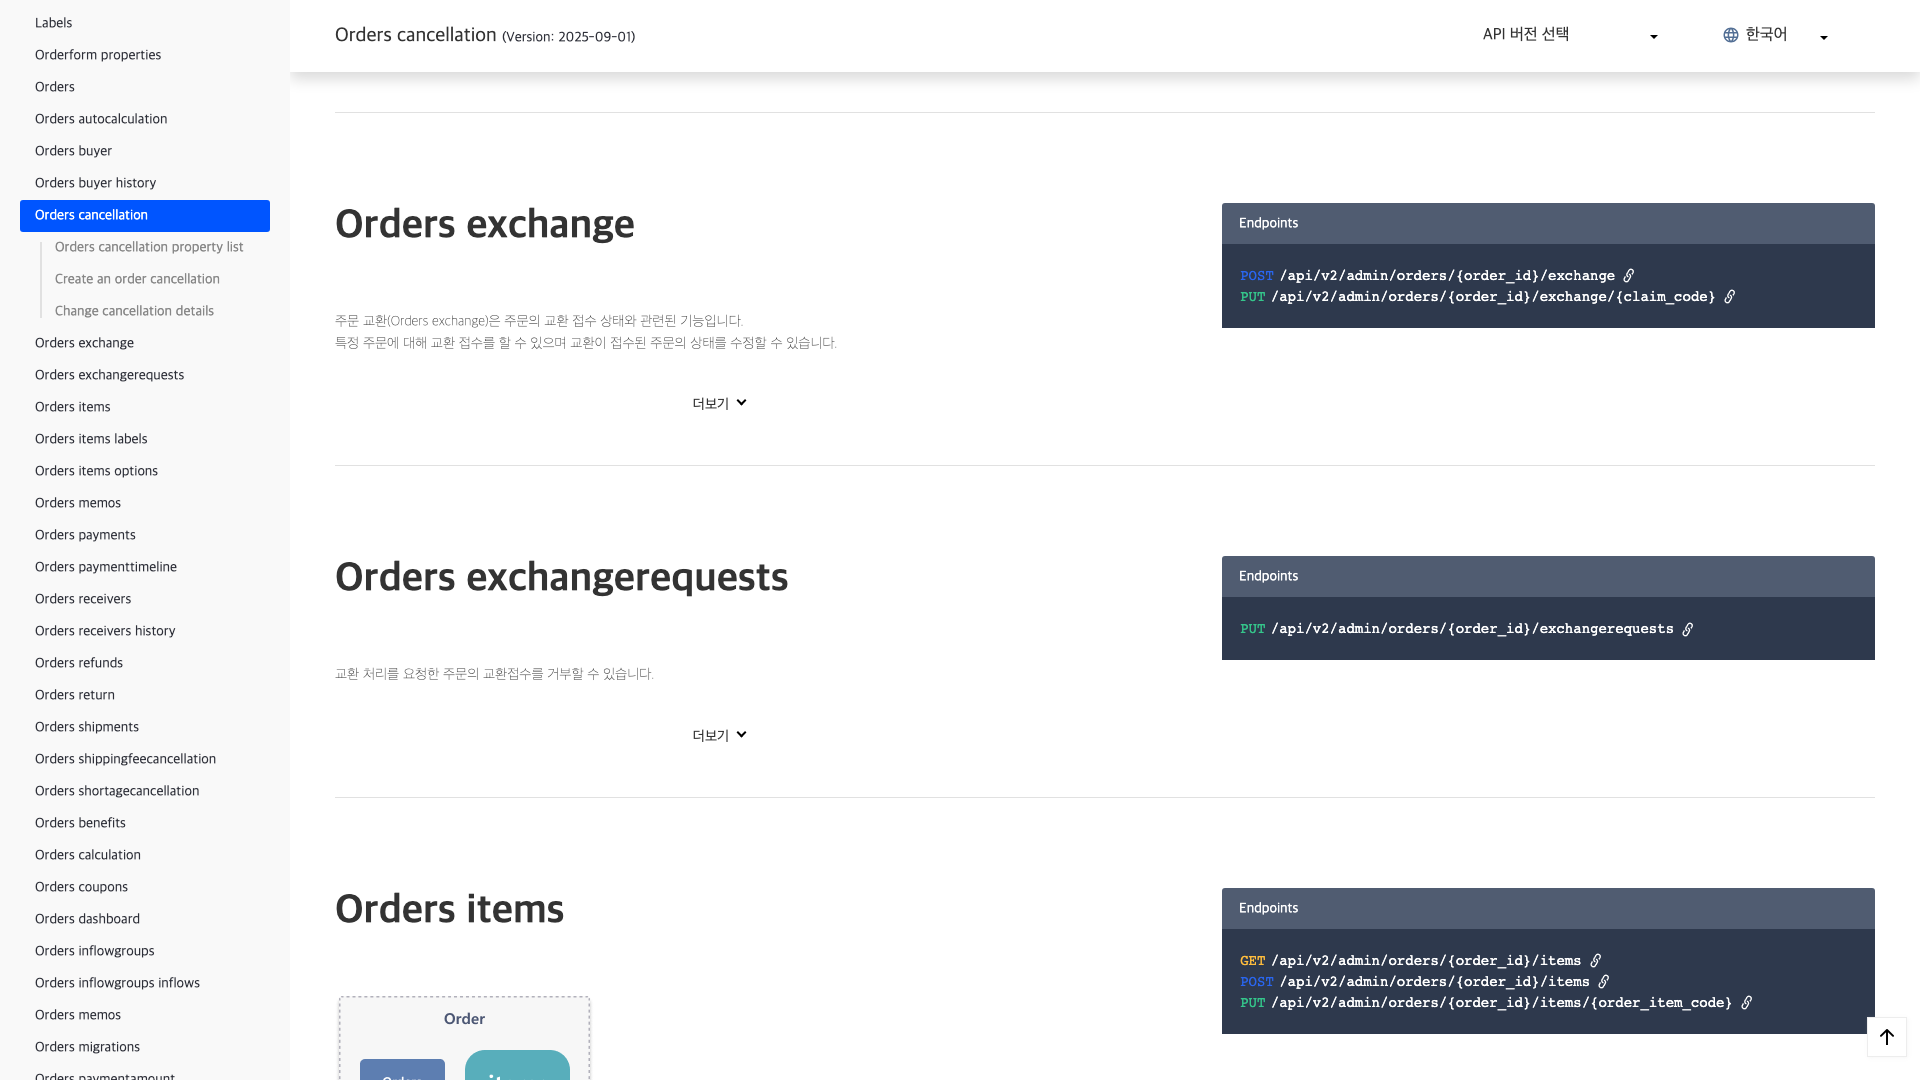 Labels
Orderform properties
Orders
Orders autocalculation
Orders buyer
Orders buyer history
Orders cancellation
Orders cancellation property list
Create an order cancellation
Change cancellation details
Orders exchange
Orders exchangerequests
Orders items
Orders items labels
Orders items options
Orders memos
Orders payments
Orders paymenttimeline
Orders receivers
Orders receivers history
Orders refunds
Orders return
Orders shipments
Orders shippingfeecancellation
Orders shortagecancellation
Orders benefits
Orders calculation
Orders coupons
Orders dashboard
Orders inflowgroups
Orders inflowgroups inflows
Orders memos
Orders migrations
Orders paymentamount
Orders cancellation (Version: 2025-09-01)
API 버전 선택
한국어
Orders exchange
주문 교환(Orders exchange)은 주문의 교환 접수 상태와 관련된 기능입니다.
특정 주문에 대해 교환 접수를 할 수 있으며 교환이 접수된 주문의 상태를 수정할 수 있습니다.
더보기
Endpoints
POST /api/v2/admin/orders/{order_id}/exchange
PUT /api/v2/admin/orders/{order_id}/exchange/{claim_code}
Orders exchangerequests
교환 처리를 요청한 주문의 교환접수를 거부할 수 있습니다.
더보기
Endpoints
PUT /api/v2/admin/orders/{order_id}/exchangerequests
Orders items
Order
Endpoints
GET /api/v2/admin/orders/{order_id}/items
POST /api/v2/admin/orders/{order_id}/items
PUT /api/v2/admin/orders/{order_id}/items/{order_item_code}